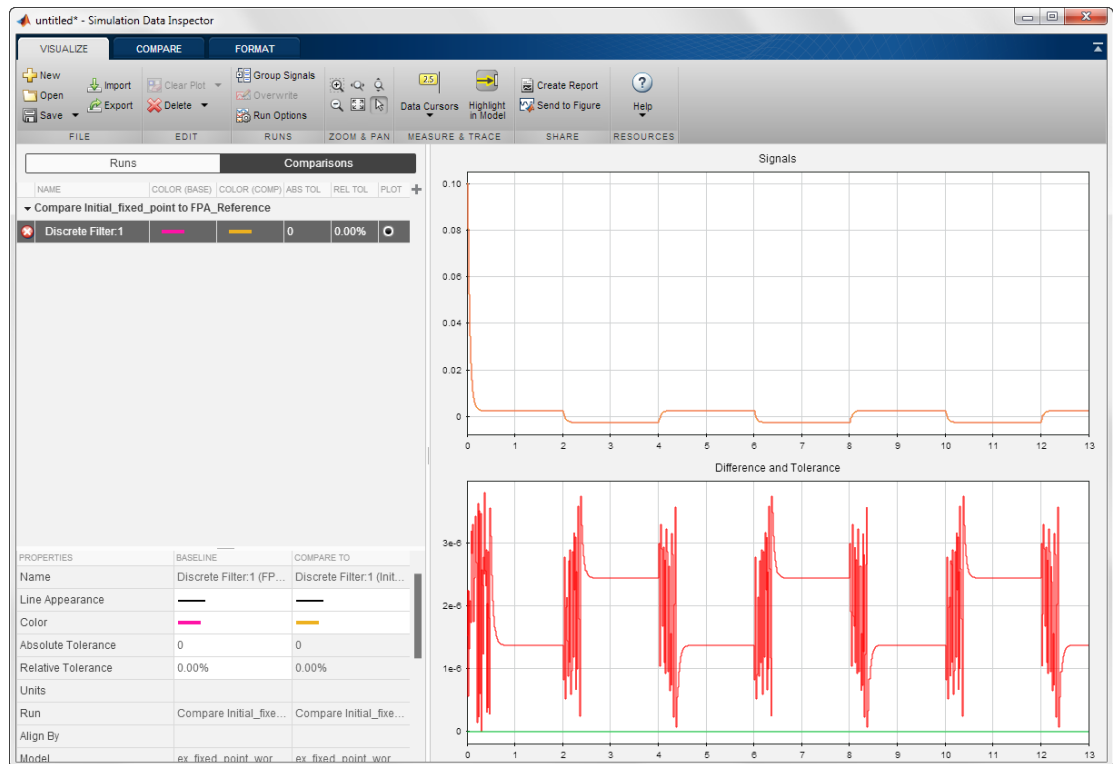 untitled* - Simulation Data Inspector
VISUALIZE COMPARE FORMAT
New
Open
Save
Import
Export
Clear Plot
Delete
Group Signals
Overwrite
Run Options
2.5
Data Cursors
Highlight
in Model
Create Report
Send to Figure
?
Help
FILE EDIT RUNS ZOOM & PAN MEASURE & TRACE SHARE RESOURCES
Runs Comparisons
NAME COLOR (BASE) COLOR (COMP) ABS TOL REL TOL PLOT
Compare Initial_fixed_point to FPA_Reference
Discrete Filter:1 0 0.00%
PROPERTIES BASELINE COMPARE TO
Name Discrete Filter:1 (FP... Discrete Filter:1 (Init...
Line Appearance
Color
Absolute Tolerance 0 0
Relative Tolerance 0.00% 0.00%
Units
Run Compare Initial_fixe... Compare Initial_fixe...
Align By
Model ex_fixed_point_wor... ex_fixed_point_wor...
Signals
0.10
0.08
0.06
0.04
0.02
0
0 1 2 3 4 5 6 7 8 9 10 11 12 13
Difference and Tolerance
3e-6
2e-6
1e-6
0
0 1 2 3 4 5 6 7 8 9 10 11 12 13